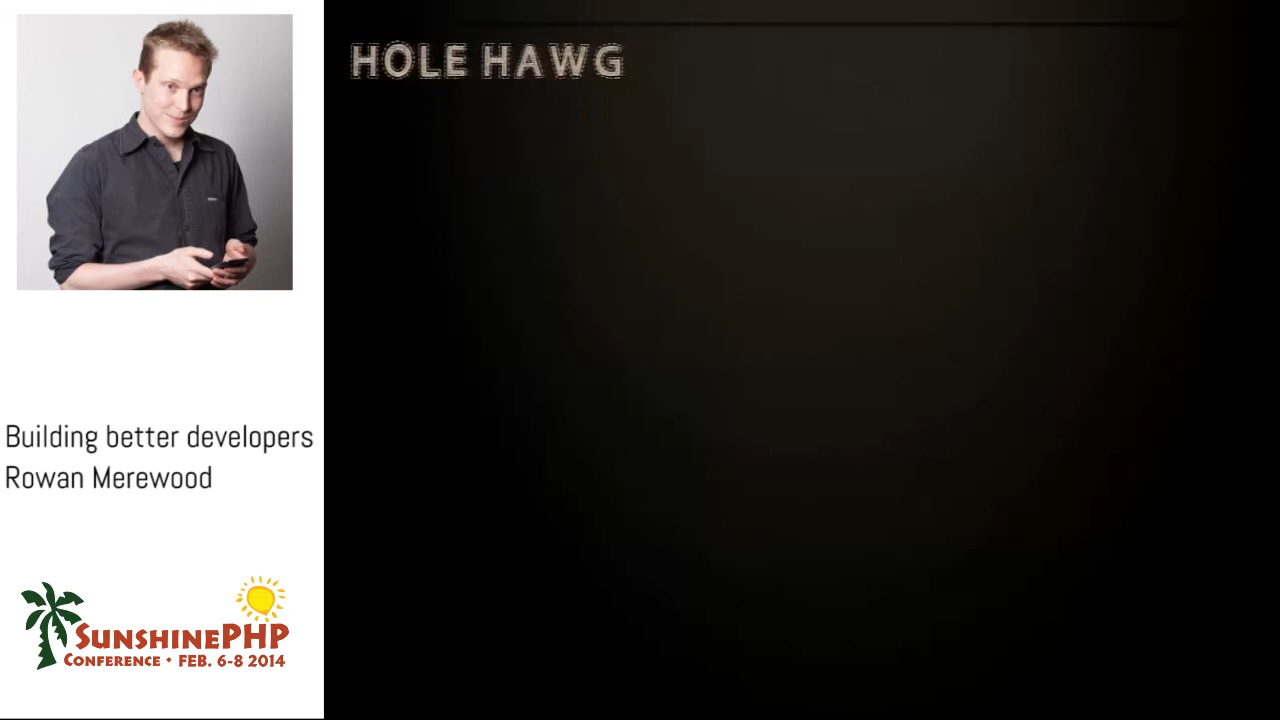 HOLE HAWG
Building better developers
Rowan Merewood
SUNSHINEPHP
CONFERENCE • FEB. 6-8 2014